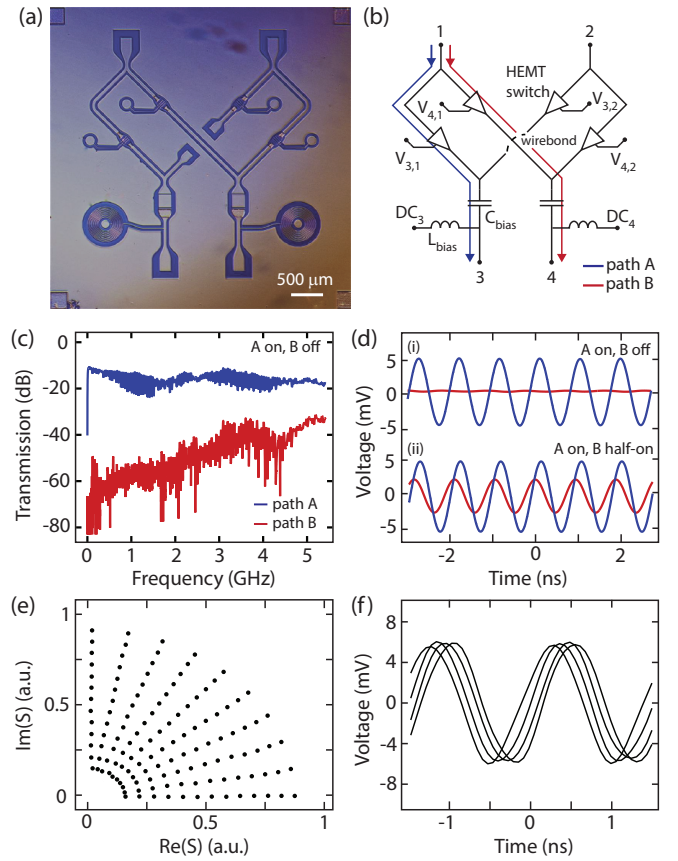 (a)
500 μm
(b)
1
2
HEMT
switch
V4,1
V3,2
wirebond
V3,1
V4,2
DC3
Cbias
DC4
Lbias
3
4
path A
path B
(c)
A on, B off
0
-20
-40
-60
-80
Transmission (dB)
path A
path B
0
1
2
3
4
5
Frequency (GHz)
(d)
(i)
A on, B off
5
0
-5
(ii)
A on, B half-on
5
0
-5
Voltage (mV)
-2
0
2
Time (ns)
(e)
1
0.5
0
Im(S) (a.u.)
0
0.5
1
Re(S) (a.u.)
(f)
8
4
0
-4
-8
Voltage (mV)
-1
0
1
Time (ns)